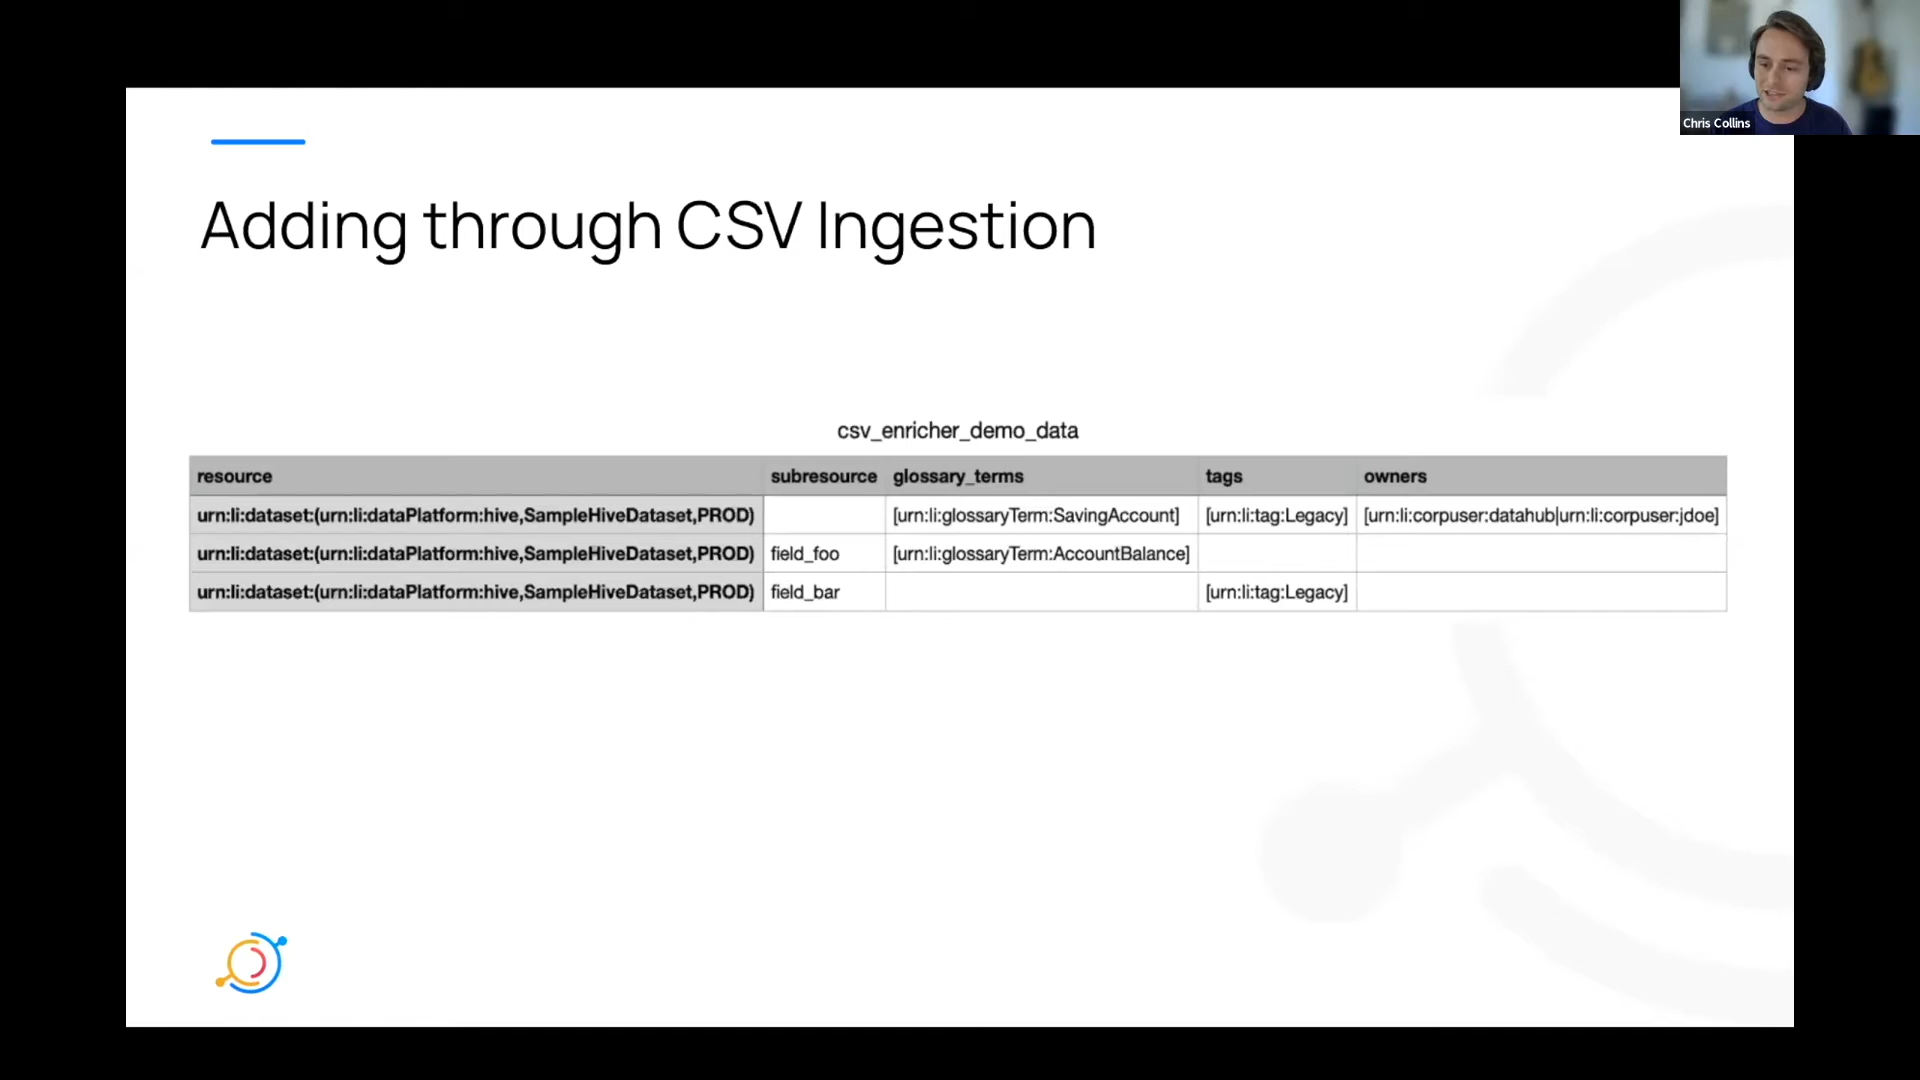 Chris Collins
Adding through CSV Ingestion
csv_enricher_demo_data
resource subresource glossary_terms tags owners
urn:li:dataset:(urn:li:dataPlatform:hive,SampleHiveDataset,PROD) [urn:li:glossaryTerm:SavingAccount] [urn:li:tag:Legacy] [urn:li:corpuser:datahub|urn:li:corpuser:jdoe]
urn:li:dataset:(urn:li:dataPlatform:hive,SampleHiveDataset,PROD) field_foo [urn:li:glossaryTerm:AccountBalance]
urn:li:dataset:(urn:li:dataPlatform:hive,SampleHiveDataset,PROD) field_bar [urn:li:tag:Legacy]